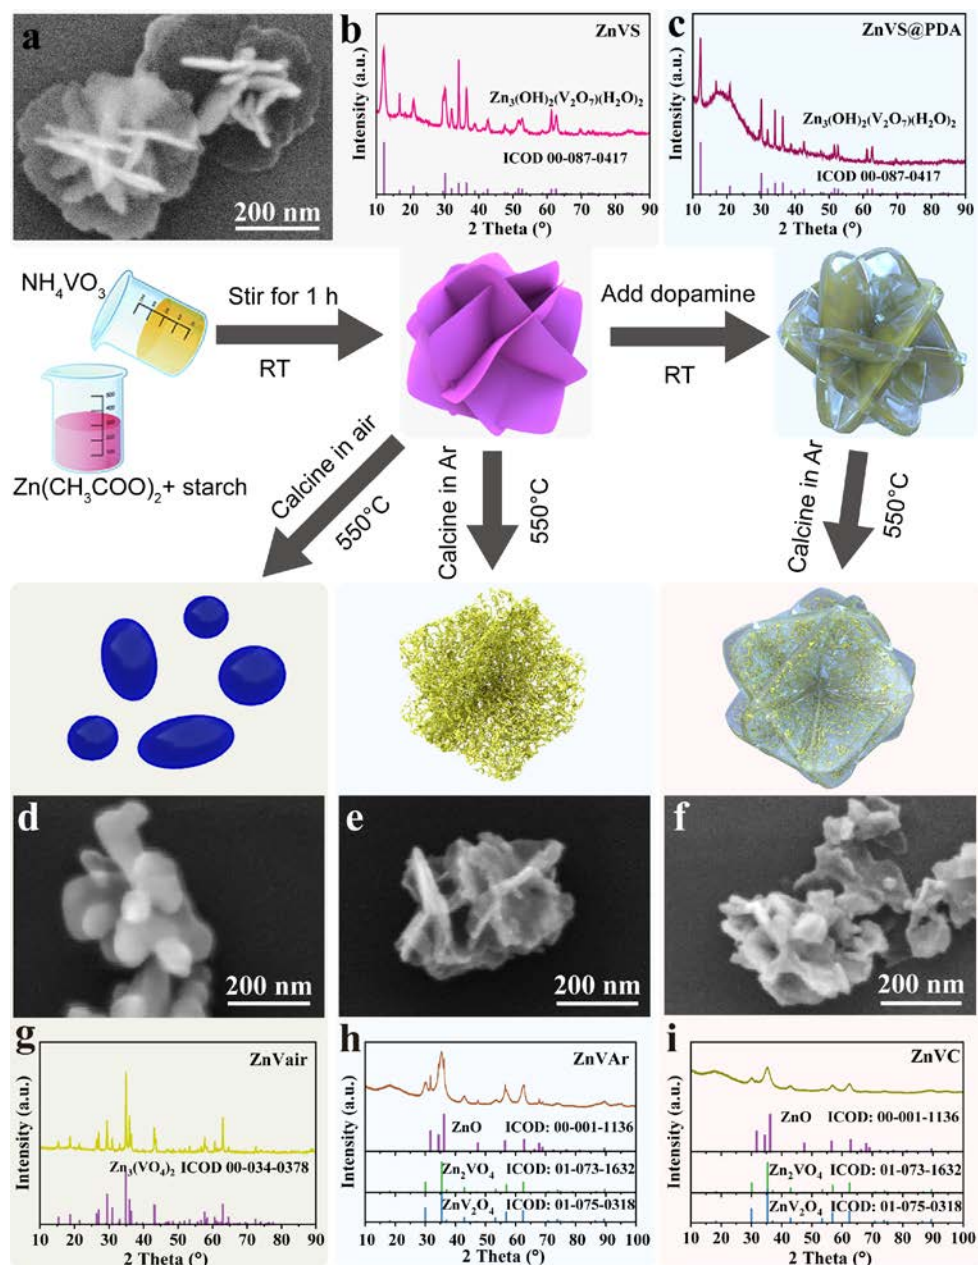 a
200 nm
b
ZnVS
Zn₃(OH)₂(V₂O₇)(H₂O)₂
ICOD 00-087-0417
Intensity (a.u.)
10 20 30 40 50 60 70 80 90
2 Theta (°)
c
ZnVS@PDA
Zn₃(OH)₂(V₂O₇)(H₂O)₂
ICOD 00-087-0417
Intensity (a.u.)
10 20 30 40 50 60 70 80 90
2 Theta (°)
NH₄VO₃
Zn(CH₃COO)₂+ starch
Stir for 1 h
RT
Add dopamine
RT
Calcine in air
550°C
Calcine in Ar
550°C
Calcine in Ar
550°C
d
200 nm
e
200 nm
f
200 nm
g
ZnVair
Zn₃(VO₄)₂ ICOD 00-034-0378
Intensity (a.u.)
10 20 30 40 50 60 70 80 90
2 Theta (°)
h
ZnVAr
ZnO ICOD: 00-001-1136
Zn₂VO₄ ICOD: 01-073-1632
ZnV₂O₄ ICOD: 01-075-0318
Intensity (a.u.)
10 20 30 40 50 60 70 80 90 100
2 Theta (°)
i
ZnVC
ZnO ICOD: 00-001-1136
Zn₂VO₄ ICOD: 01-073-1632
ZnV₂O₄ ICOD: 01-075-0318
Intensity (a.u.)
10 20 30 40 50 60 70 80 90 100
2 Theta (°)